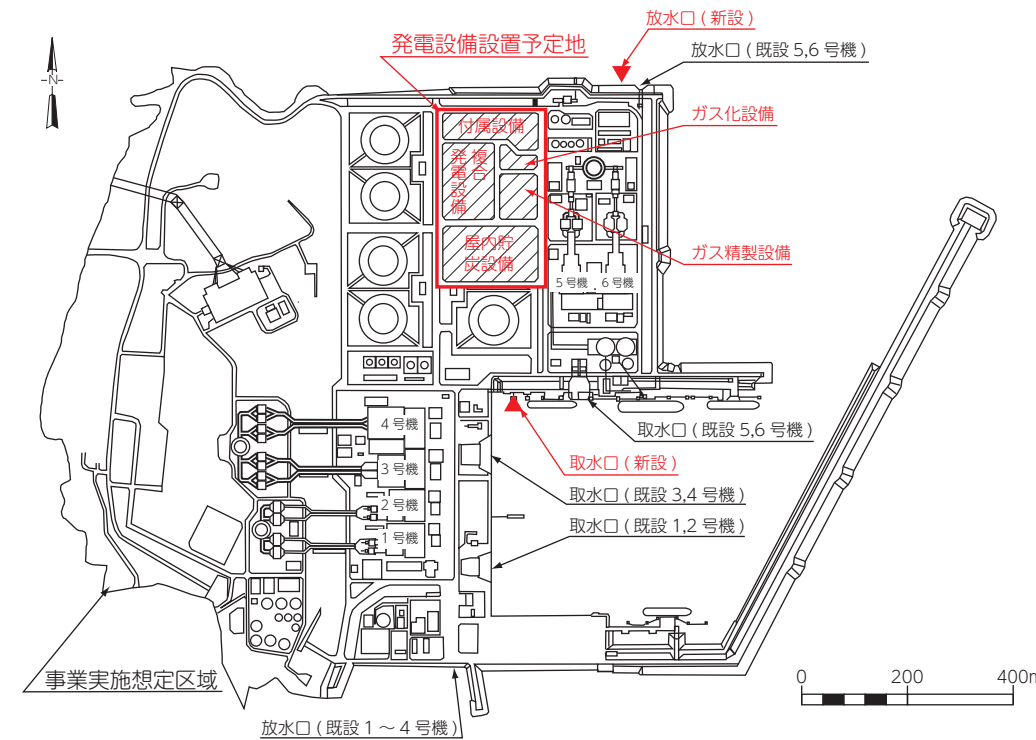 放水口 ( 新設 )
放水口 ( 既設 5,6 号機 )
発電設備設置予定地
N
付属設備
ガス化設備
複合
発電設備
ガス精製設備
屋内貯
炭設備
5 号機
6 号機
4 号機
取水口 ( 既設 5,6 号機 )
3 号機
取水口 ( 新設 )
取水口 ( 既設 3,4 号機 )
2 号機
取水口 ( 既設 1,2 号機 )
1 号機
事業実施想定区域
0 200 400m
放水口 ( 既設 1 ～ 4 号機 )